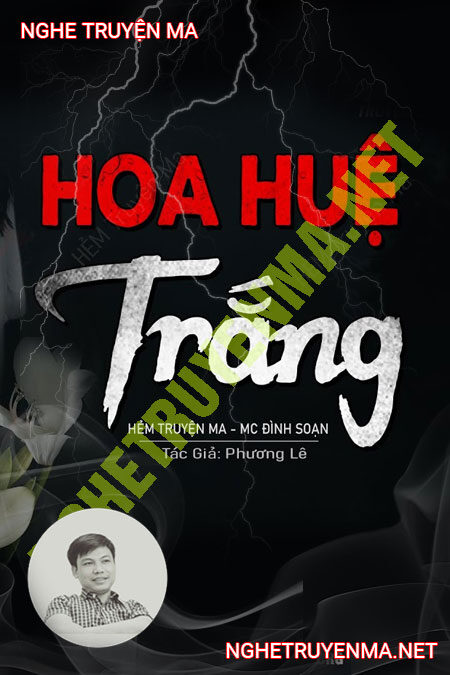 NGHE TRUYỆN MA
HOA HUỆ
Trắng
HẺM TRUYỆN MA - MC ĐÌNH SOẠN
Tác Giả: Phương Lê
NGHETRUYENMA.NET
NGHETRUYENMA.NET